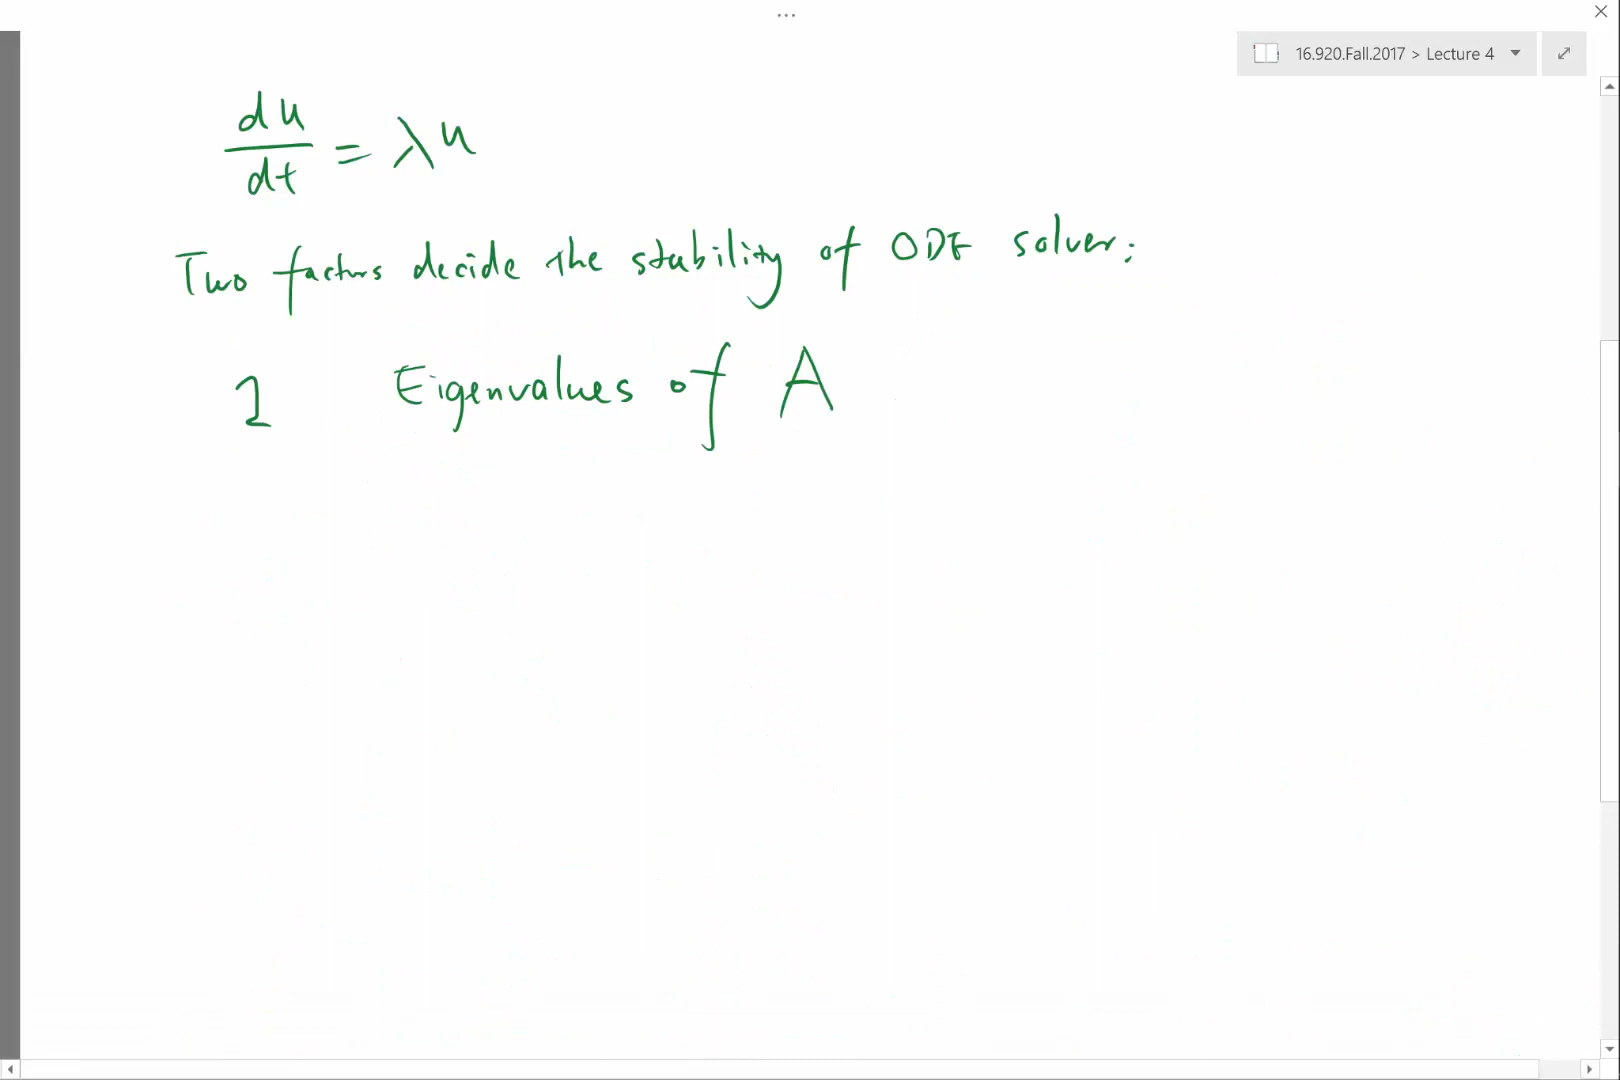 ...
16.920.Fall.2017 > Lecture 4
du/dt = λu
Two factors decide the stability of ODE solver:
1 Eigenvalues of A